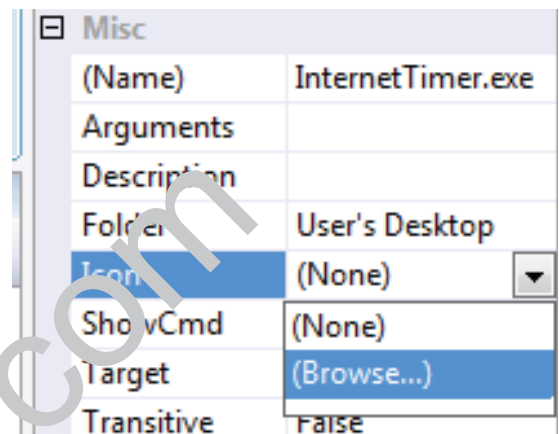 Misc
(Name) InternetTimer.exe
Arguments
Description
Folder User's Desktop
Icon (None)
ShowCmd (None)
Target (Browse...)
Transitive False
com